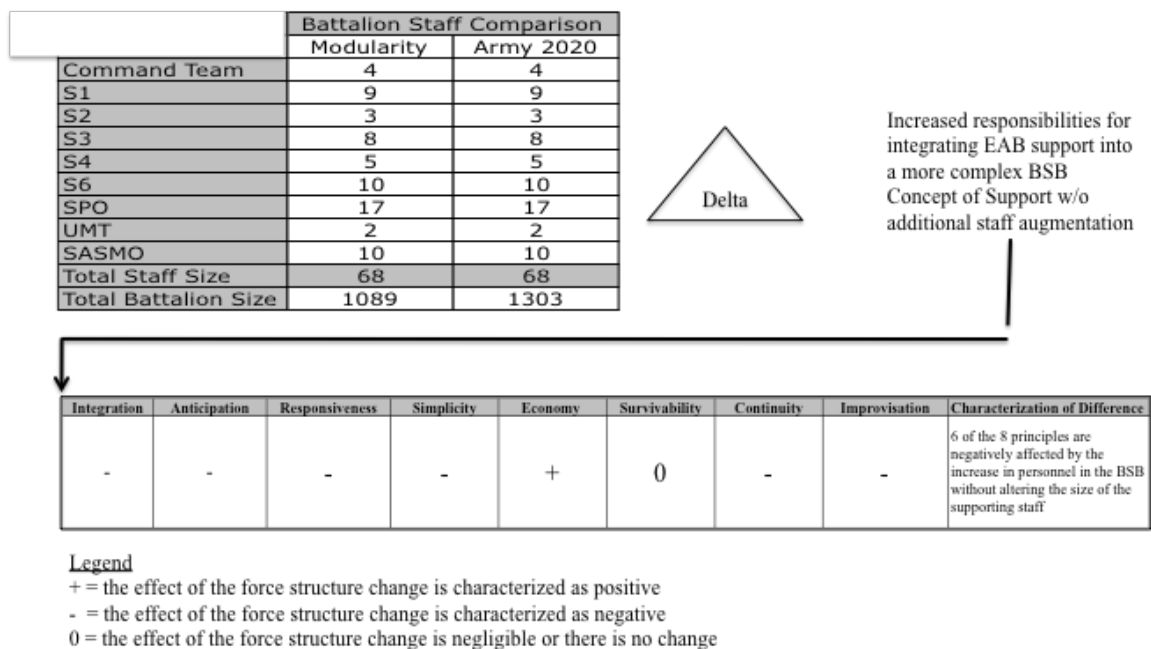 Battalion Staff Comparison
Modularity Army 2020
Command Team 4 4
S1 9 9
S2 3 3
S3 8 8
S4 5 5
S6 10 10
SPO 17 17
UMT 2 2
SASMO 10 10
Total Staff Size 68 68
Total Battalion Size 1089 1303
Delta
Increased responsibilities for
integrating EAB support into
a more complex BSB
Concept of Support w/o
additional staff augmentation
Integration Anticipation Responsiveness Simplicity Economy Survivability Continuity Improvisation Characterization of Difference
- - - - + 0 - -
6 of the 8 principles are
negatively affected by the
increase in personnel in the BSB
without altering the size of the
supporting staff
Legend
+ = the effect of the force structure change is characterized as positive
- = the effect of the force structure change is characterized as negative
0 = the effect of the force structure change is negligible or there is no change